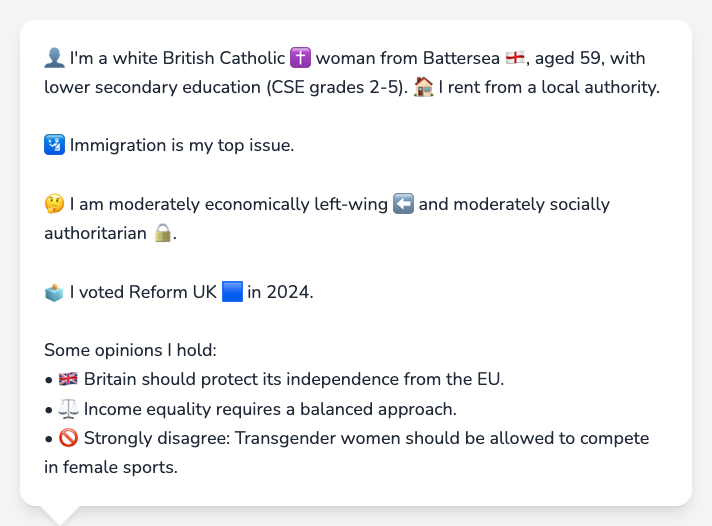 👤 I'm a white British Catholic ✝️ woman from Battersea 🏴󠁧󠁢󠁥󠁮󠁧󠁿, aged 59, with
lower secondary education (CSE grades 2-5). 🏠 I rent from a local authority.
🛂 Immigration is my top issue.
🤔 I am moderately economically left-wing ⬅️ and moderately socially
authoritarian 🔒.
🗳️ I voted Reform UK 🟦 in 2024.
Some opinions I hold:
• 🇬🇧 Britain should protect its independence from the EU.
• ⚖️ Income equality requires a balanced approach.
• 🚫 Strongly disagree: Transgender women should be allowed to compete
in female sports.